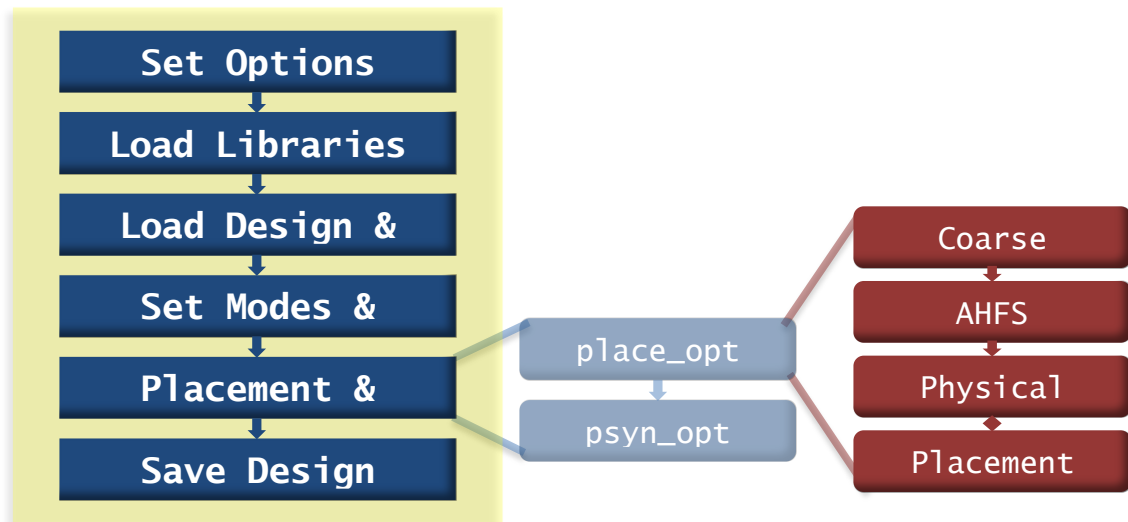 Set Options
Load Libraries
Load Design &
Set Modes &
Placement &
Save Design
place_opt
psyn_opt
Coarse
AHFS
Physical
Placement